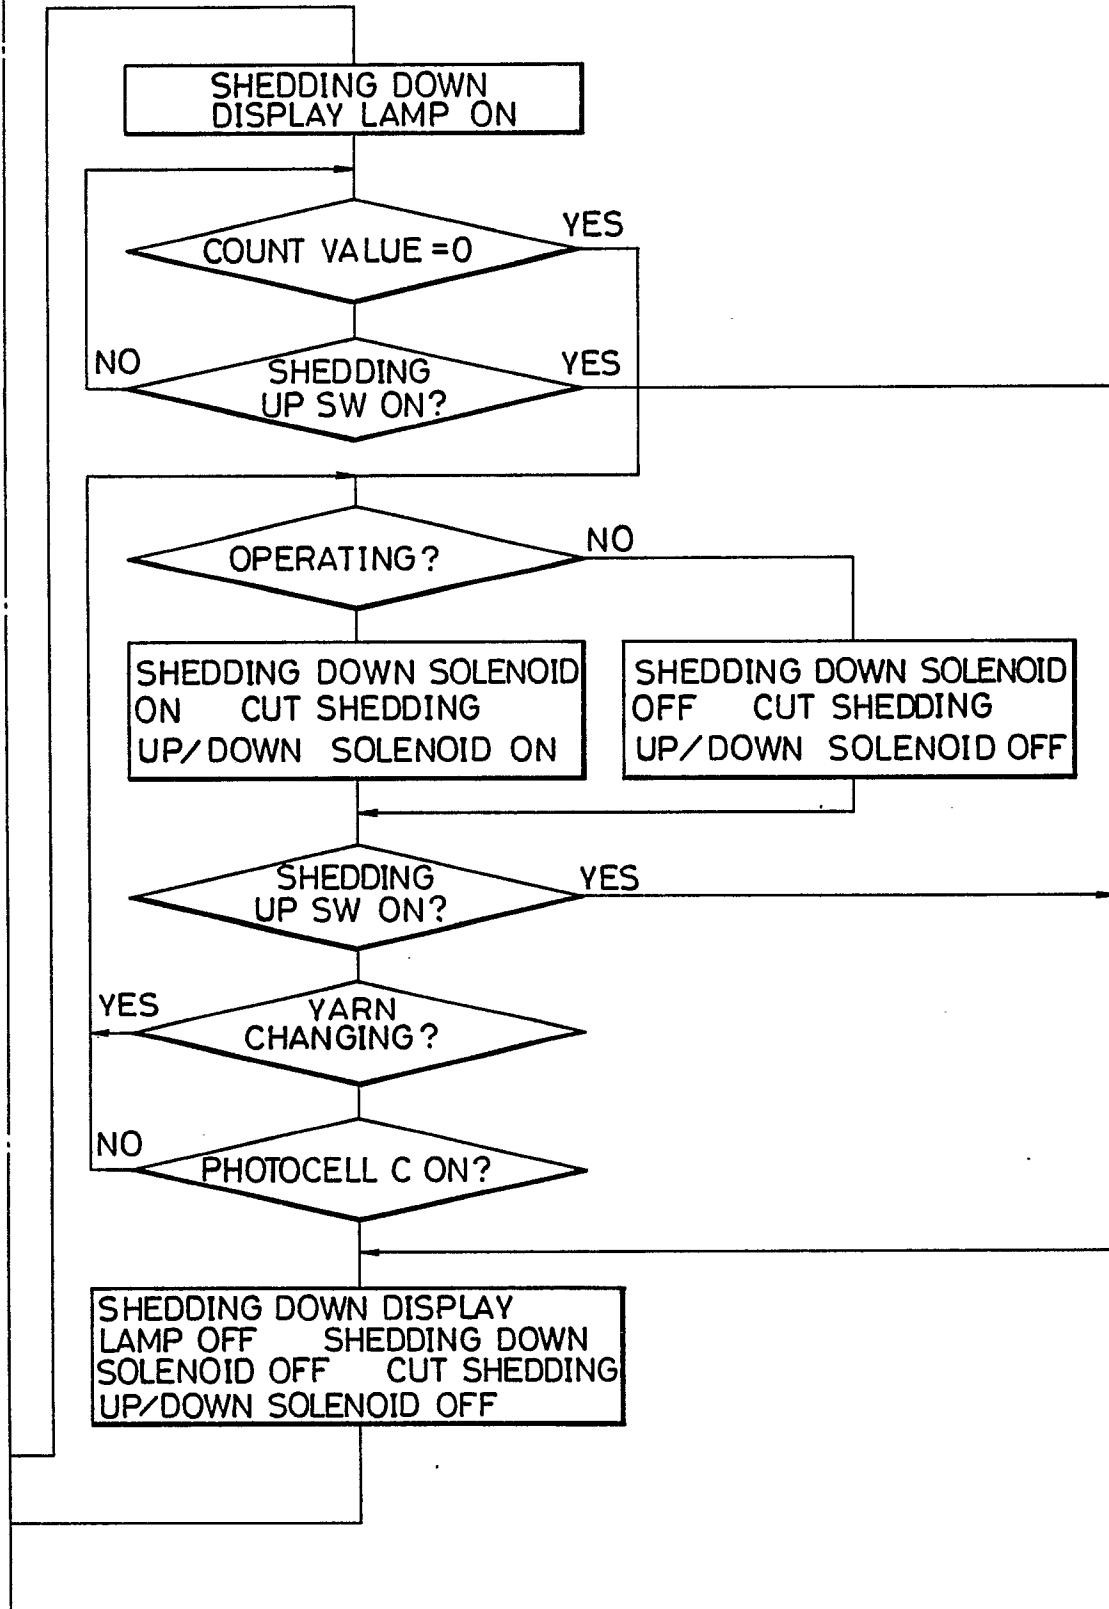 SHEDDING DOWN
DISPLAY LAMP ON
YES
COUNT VALUE = 0
NO
YES
SHEDDING
UP SW ON?
NO
OPERATING?
SHEDDING DOWN SOLENOID
ON CUT SHEDDING
UP/DOWN SOLENOID ON
SHEDDING DOWN SOLENOID
OFF CUT SHEDDING
UP/DOWN SOLENOID OFF
SHEDDING
UP SW ON?
YES
YES
YARN
CHANGING?
NO
PHOTOCELL C ON?
SHEDDING DOWN DISPLAY
LAMP OFF SHEDDING DOWN
SOLENOID OFF CUT SHEDDING
UP/DOWN SOLENOID OFF